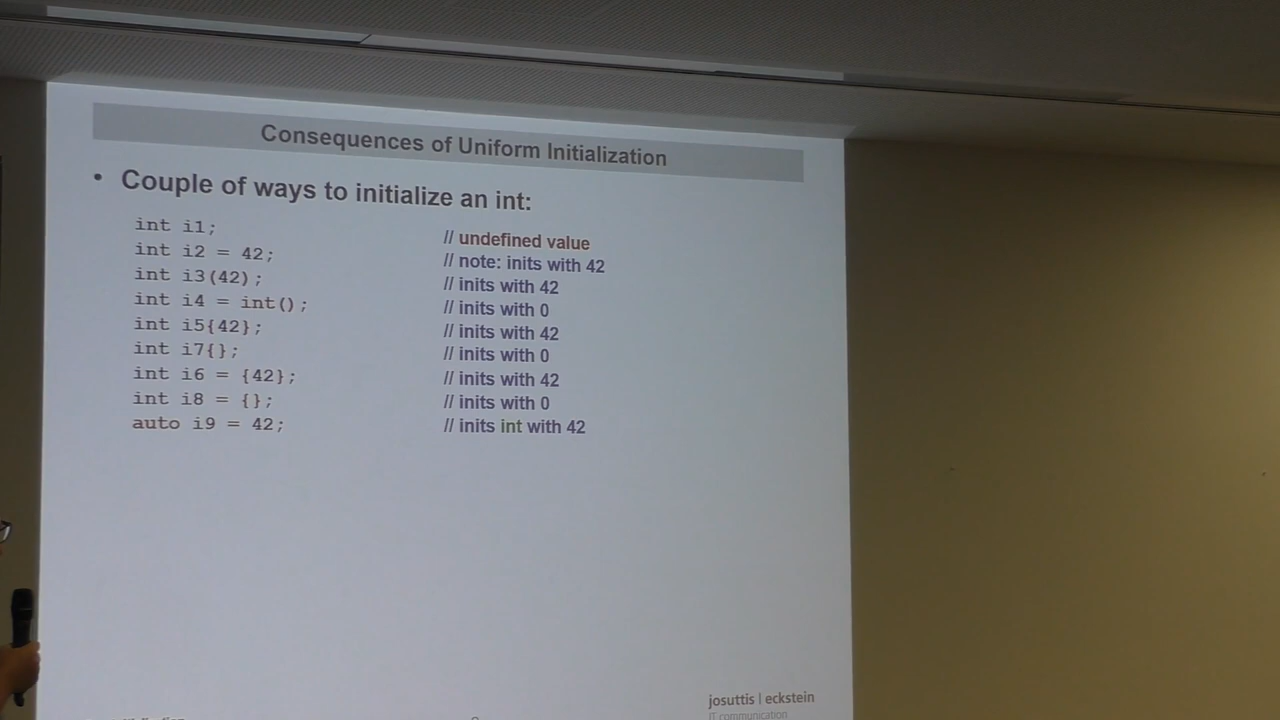 Consequences of Uniform Initialization
• Couple of ways to initialize an int:
int i1; // undefined value
int i2 = 42; // note: inits with 42
int i3(42); // inits with 42
int i4 = int(); // inits with 0
int i5{42}; // inits with 42
int i7{}; // inits with 0
int i6 = {42}; // inits with 42
int i8 = {}; // inits with 0
auto i9 = 42; // inits int with 42
josuttis | eckstein
IT communication